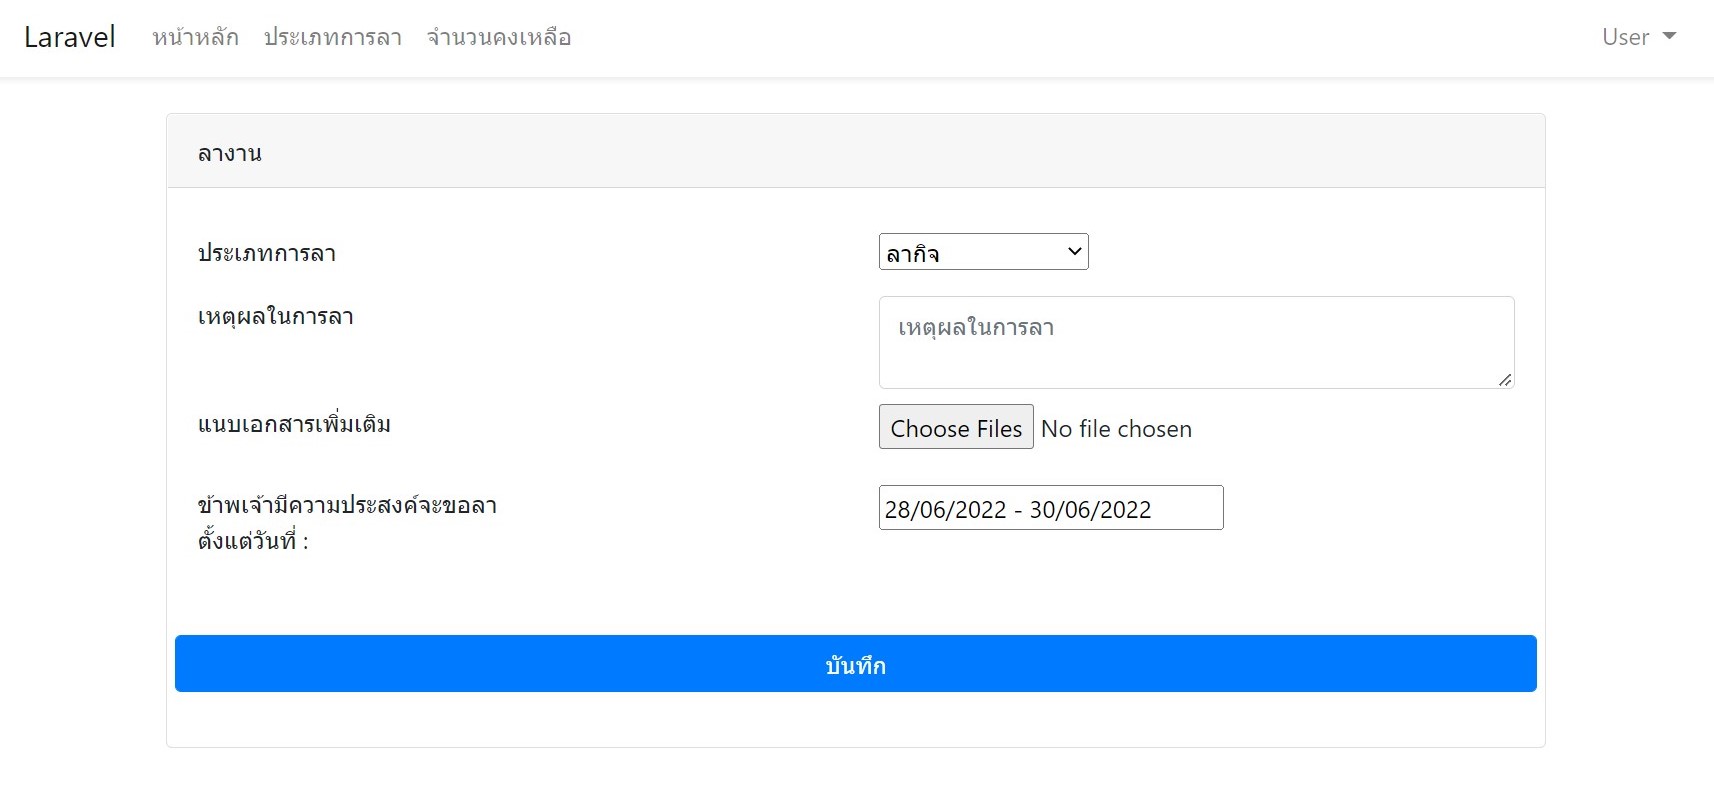 Laravel หน้าหลัก ประเภทการลา จำนวนคงเหลือ User
ลางาน
ประเภทการลา ลากิจ
เหตุผลในการลา เหตุผลในการลา
แนบเอกสารเพิ่มเติม Choose Files No file chosen
ข้าพเจ้ามีความประสงค์จะขอลา 28/06/2022 - 30/06/2022
ตั้งแต่วันที่ :
บันทึก